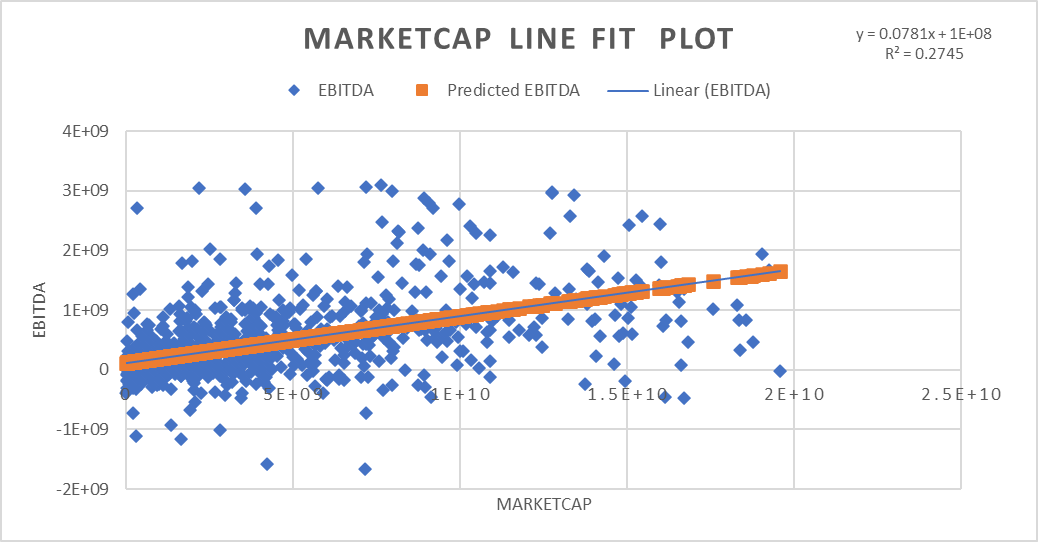 MARKETCAP LINE FIT PLOT
y = 0.0781x + 1E+08
R² = 0.2745
EBITDA
Predicted EBITDA
Linear (EBITDA)
4E+09
3E+09
2E+09
1E+09
0
-1E+09
-2E+09
0
5E+09
1E+10
1.5E+10
2E+10
2.5E+10
EBITDA
MARKETCAP